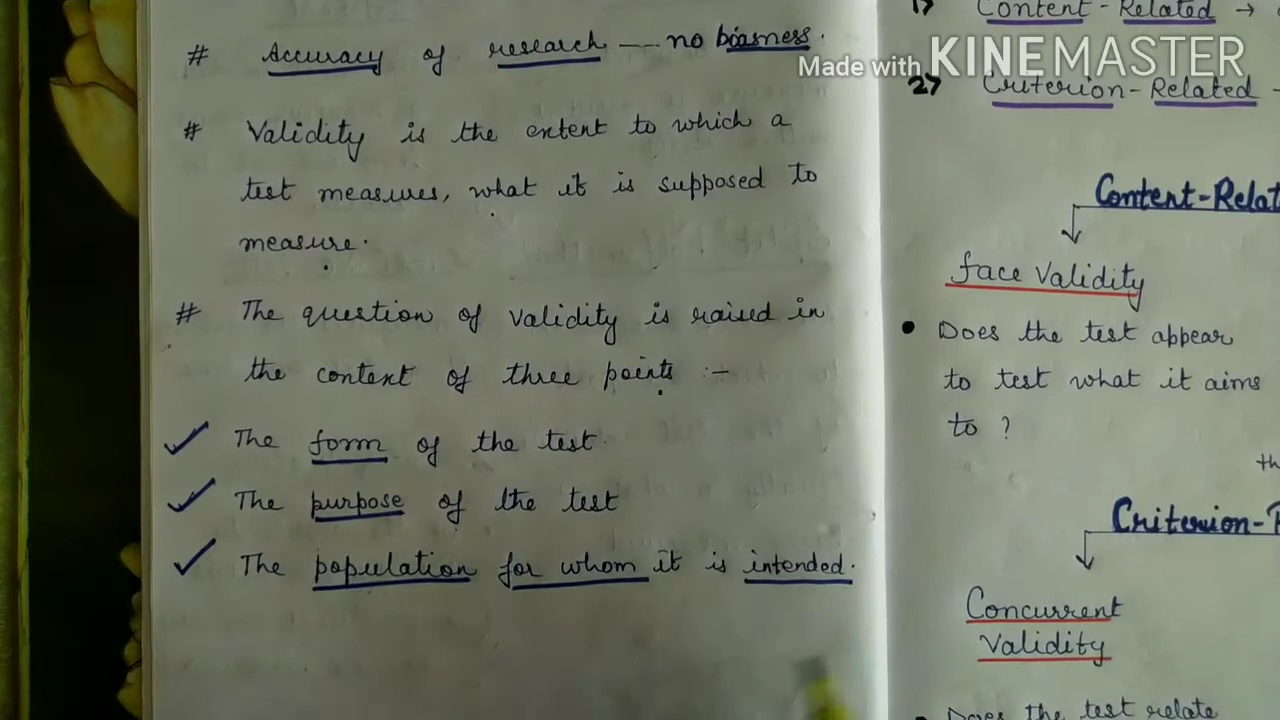 # Accuracy of research — no biasness.
# Validity is the extent to which a
test measures, what it is supposed to
measure.
# The question of validity is raised in
the context of three points :-
✓ The form of the test.
✓ The purpose of the test
✓ The population for whom it is intended.
1) Content-Related →
Made with KINEMASTER
2) Criterion-Related -
Content-Relat
face Validity
• Does the test appear
to test what it aims
to ?
th
Criterion-R
Concurrent
Validity
• Does the test relate